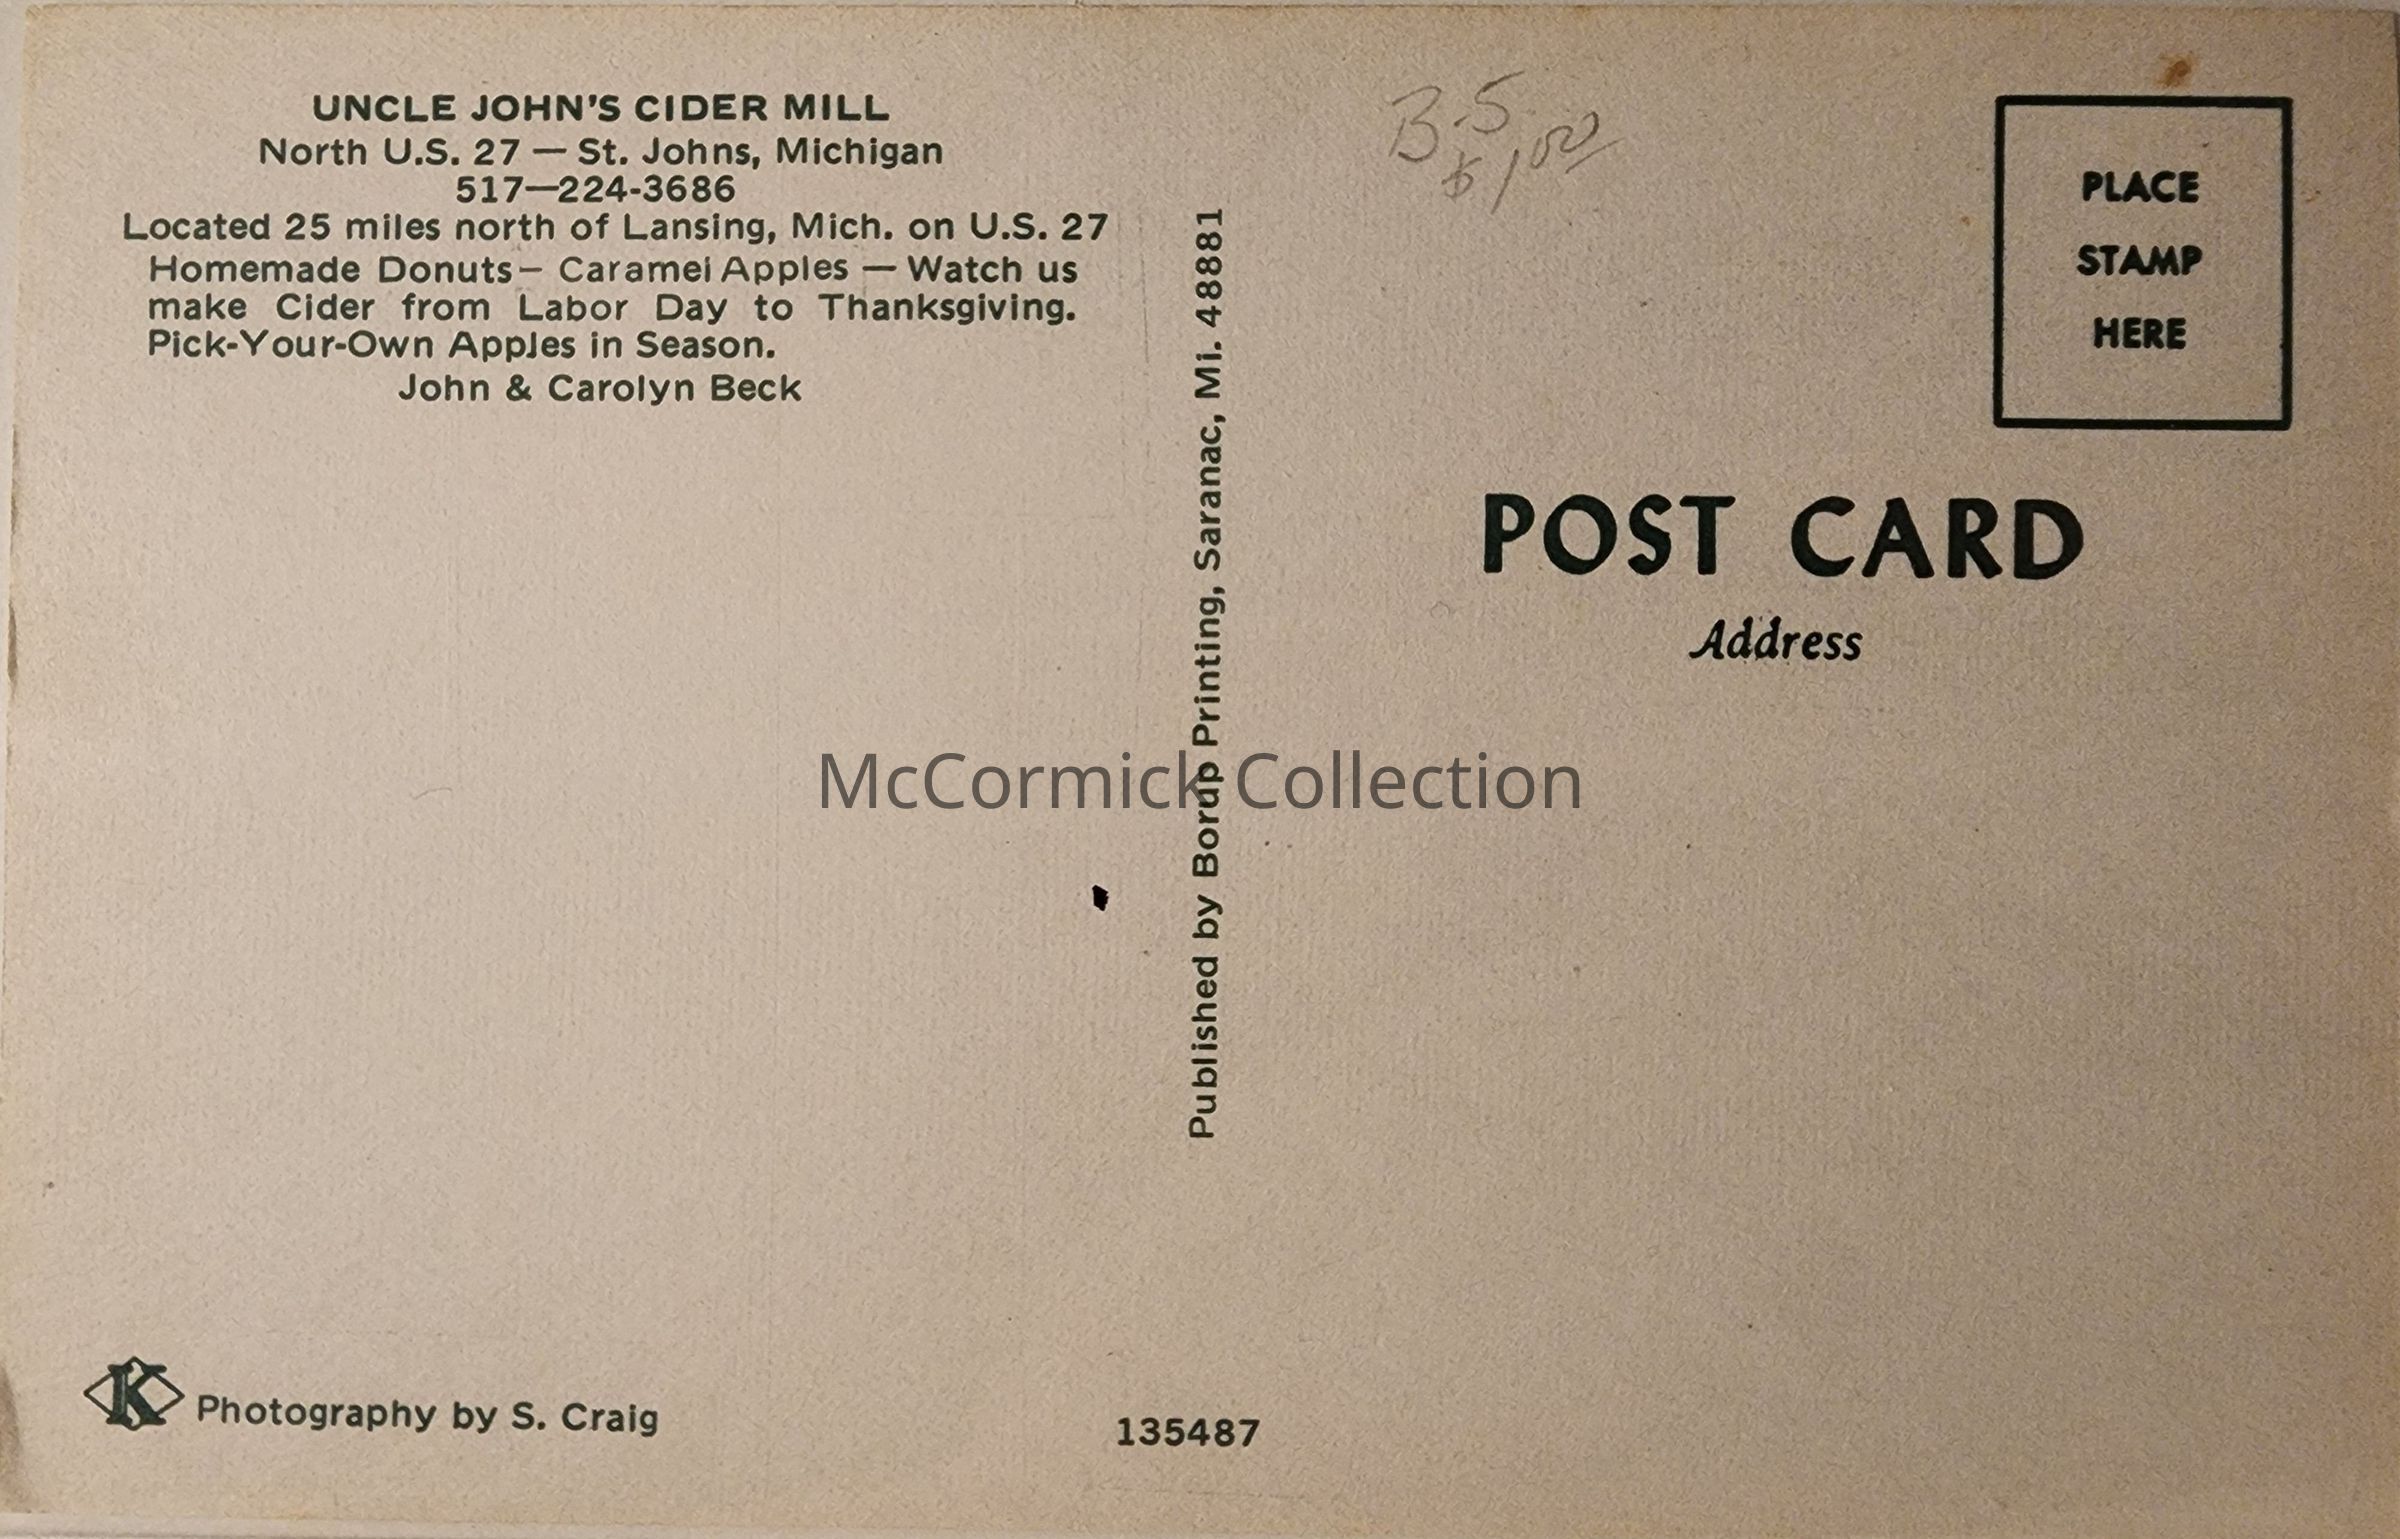 UNCLE JOHN'S CIDER MILL
North U.S. 27 — St. Johns, Michigan
517—224-3686
Located 25 miles north of Lansing, Mich. on U.S. 27
Homemade Donuts— Caramel Apples — Watch us
make Cider from Labor Day to Thanksgiving.
Pick-Your-Own Apples in Season.
John & Carolyn Beck
Published by Borup Printing, Saranac, Mi. 48881
B-5
$1.00
PLACE
STAMP
HERE
POST CARD
Address
McCormick Collection
K Photography by S. Craig
135487